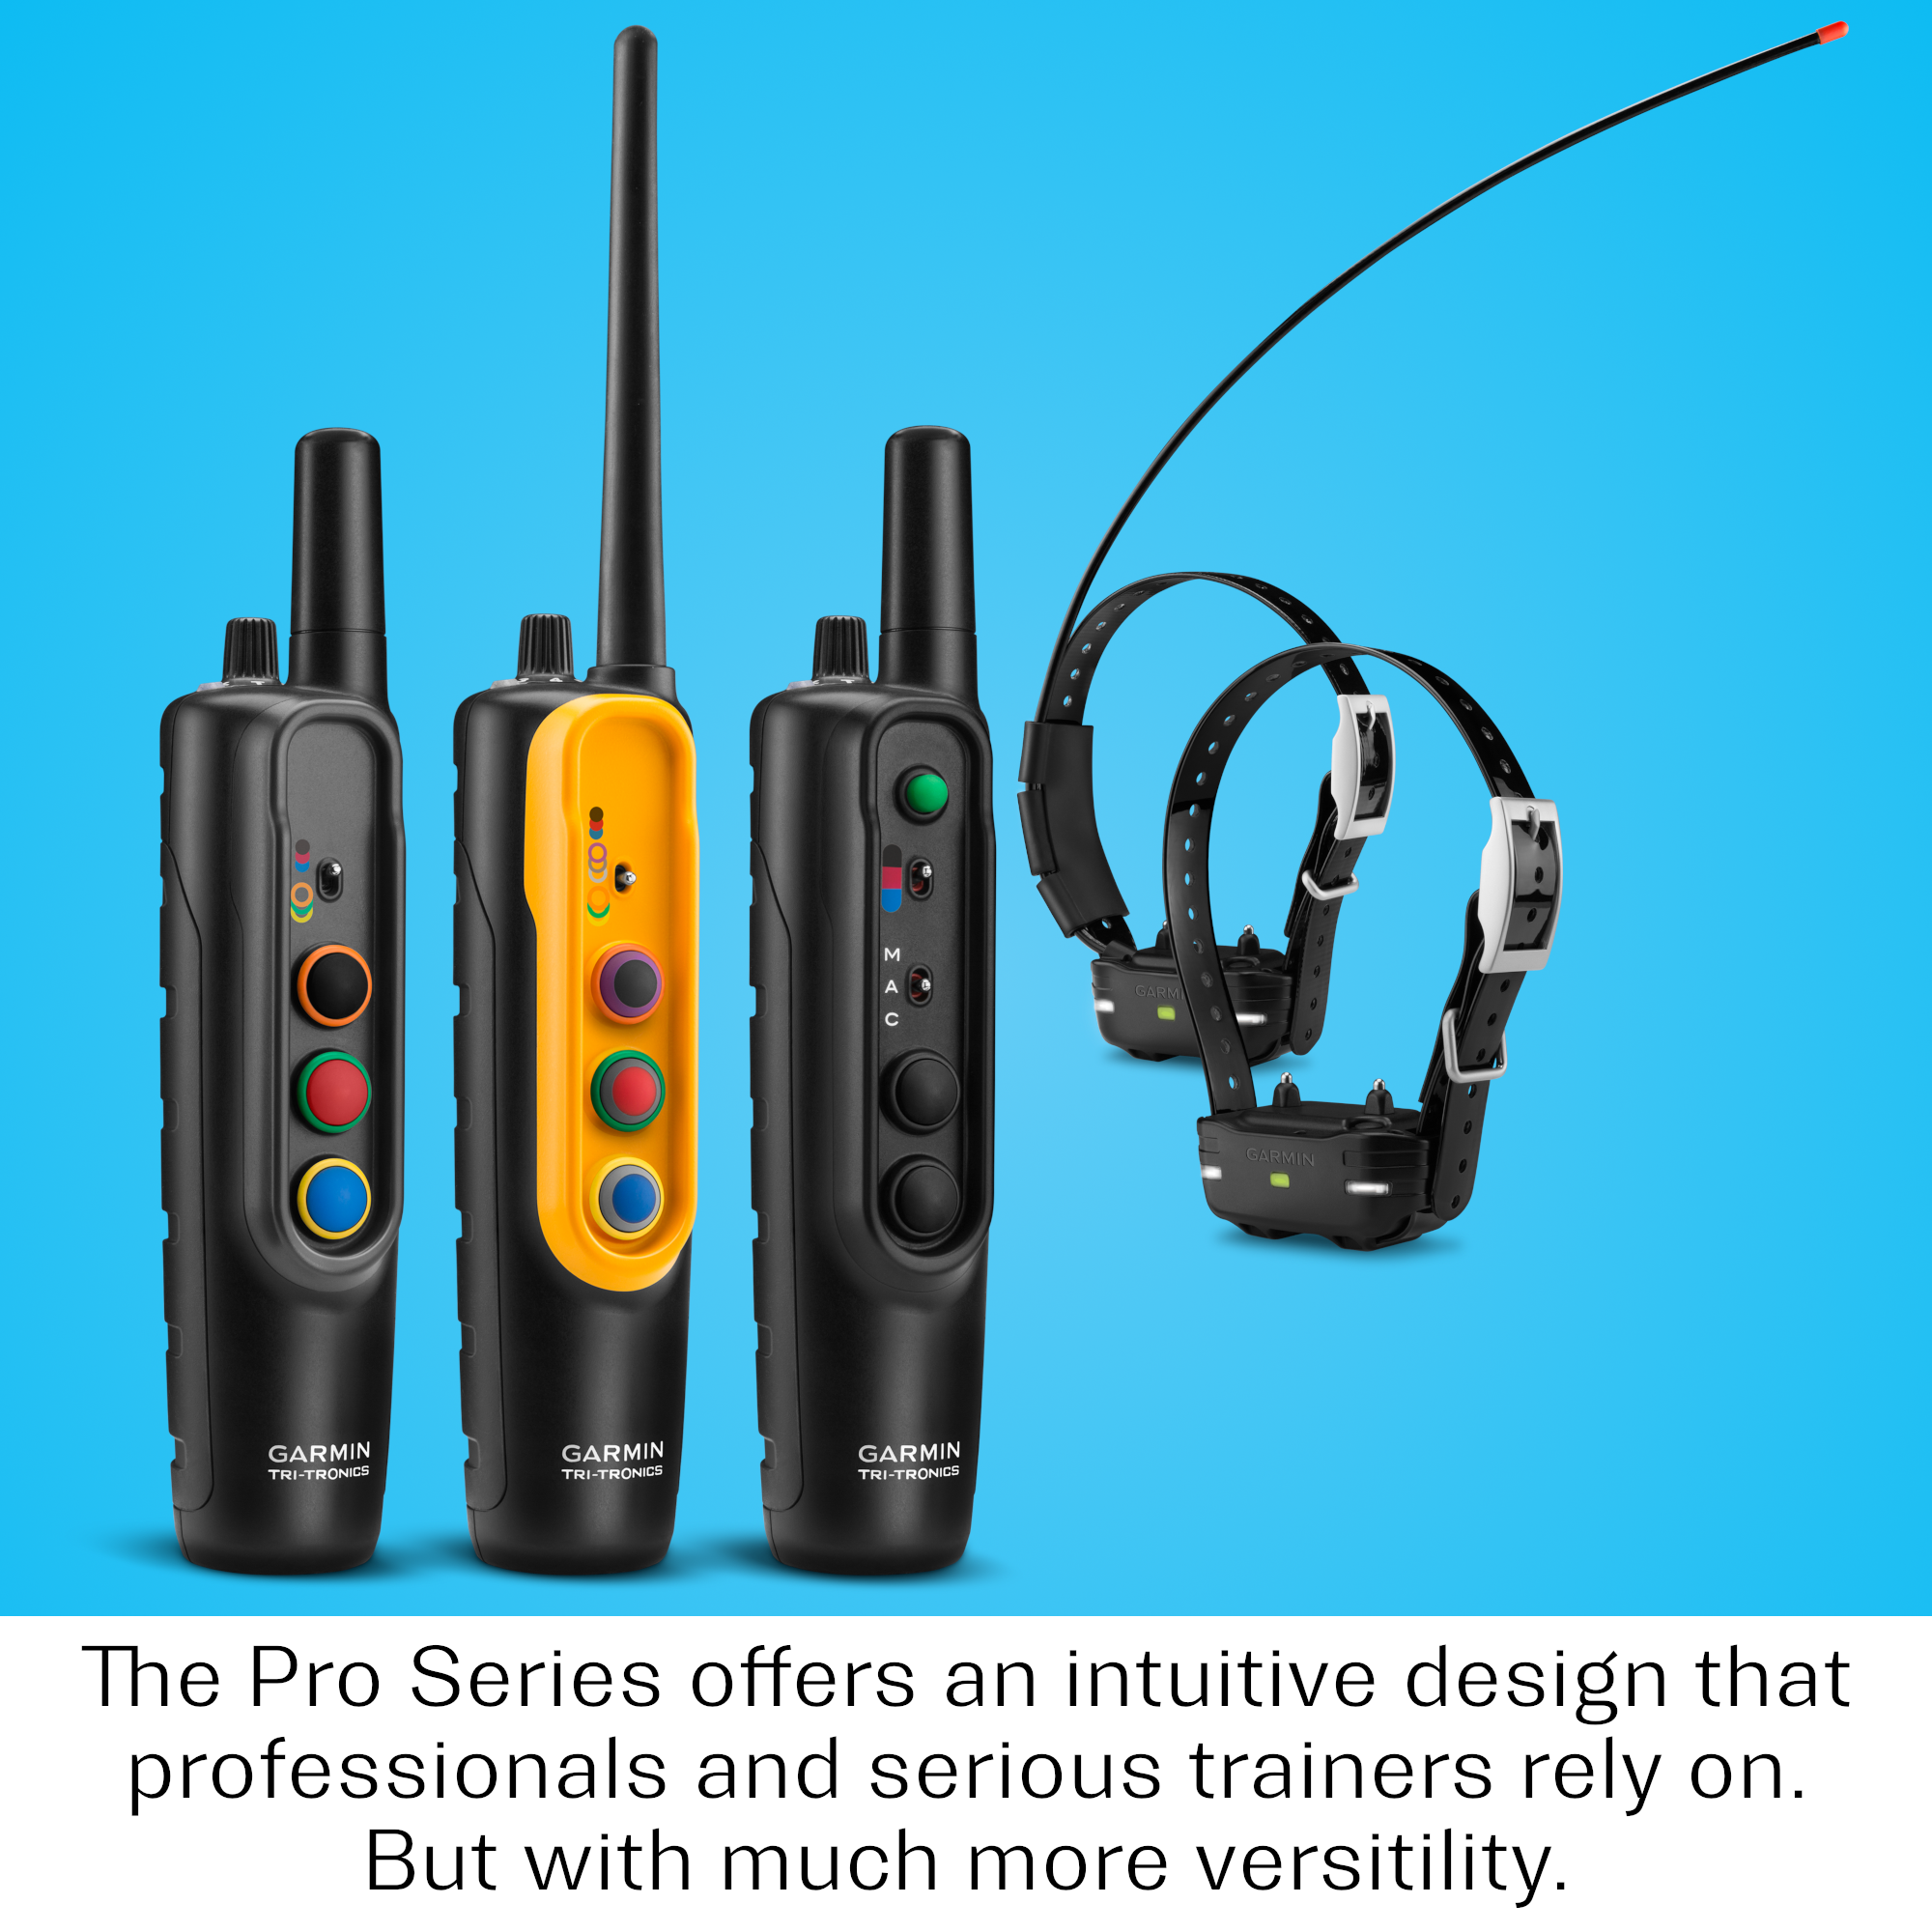 GARMIN
TRI-TRONICS
GARMIN
TRI-TRONICS
M
A
C
GARMIN
TRI-TRONICS
GARMI
GARMIN
The Pro Series offers an intuitive design that
professionals and serious trainers rely on.
But with much more versitility.